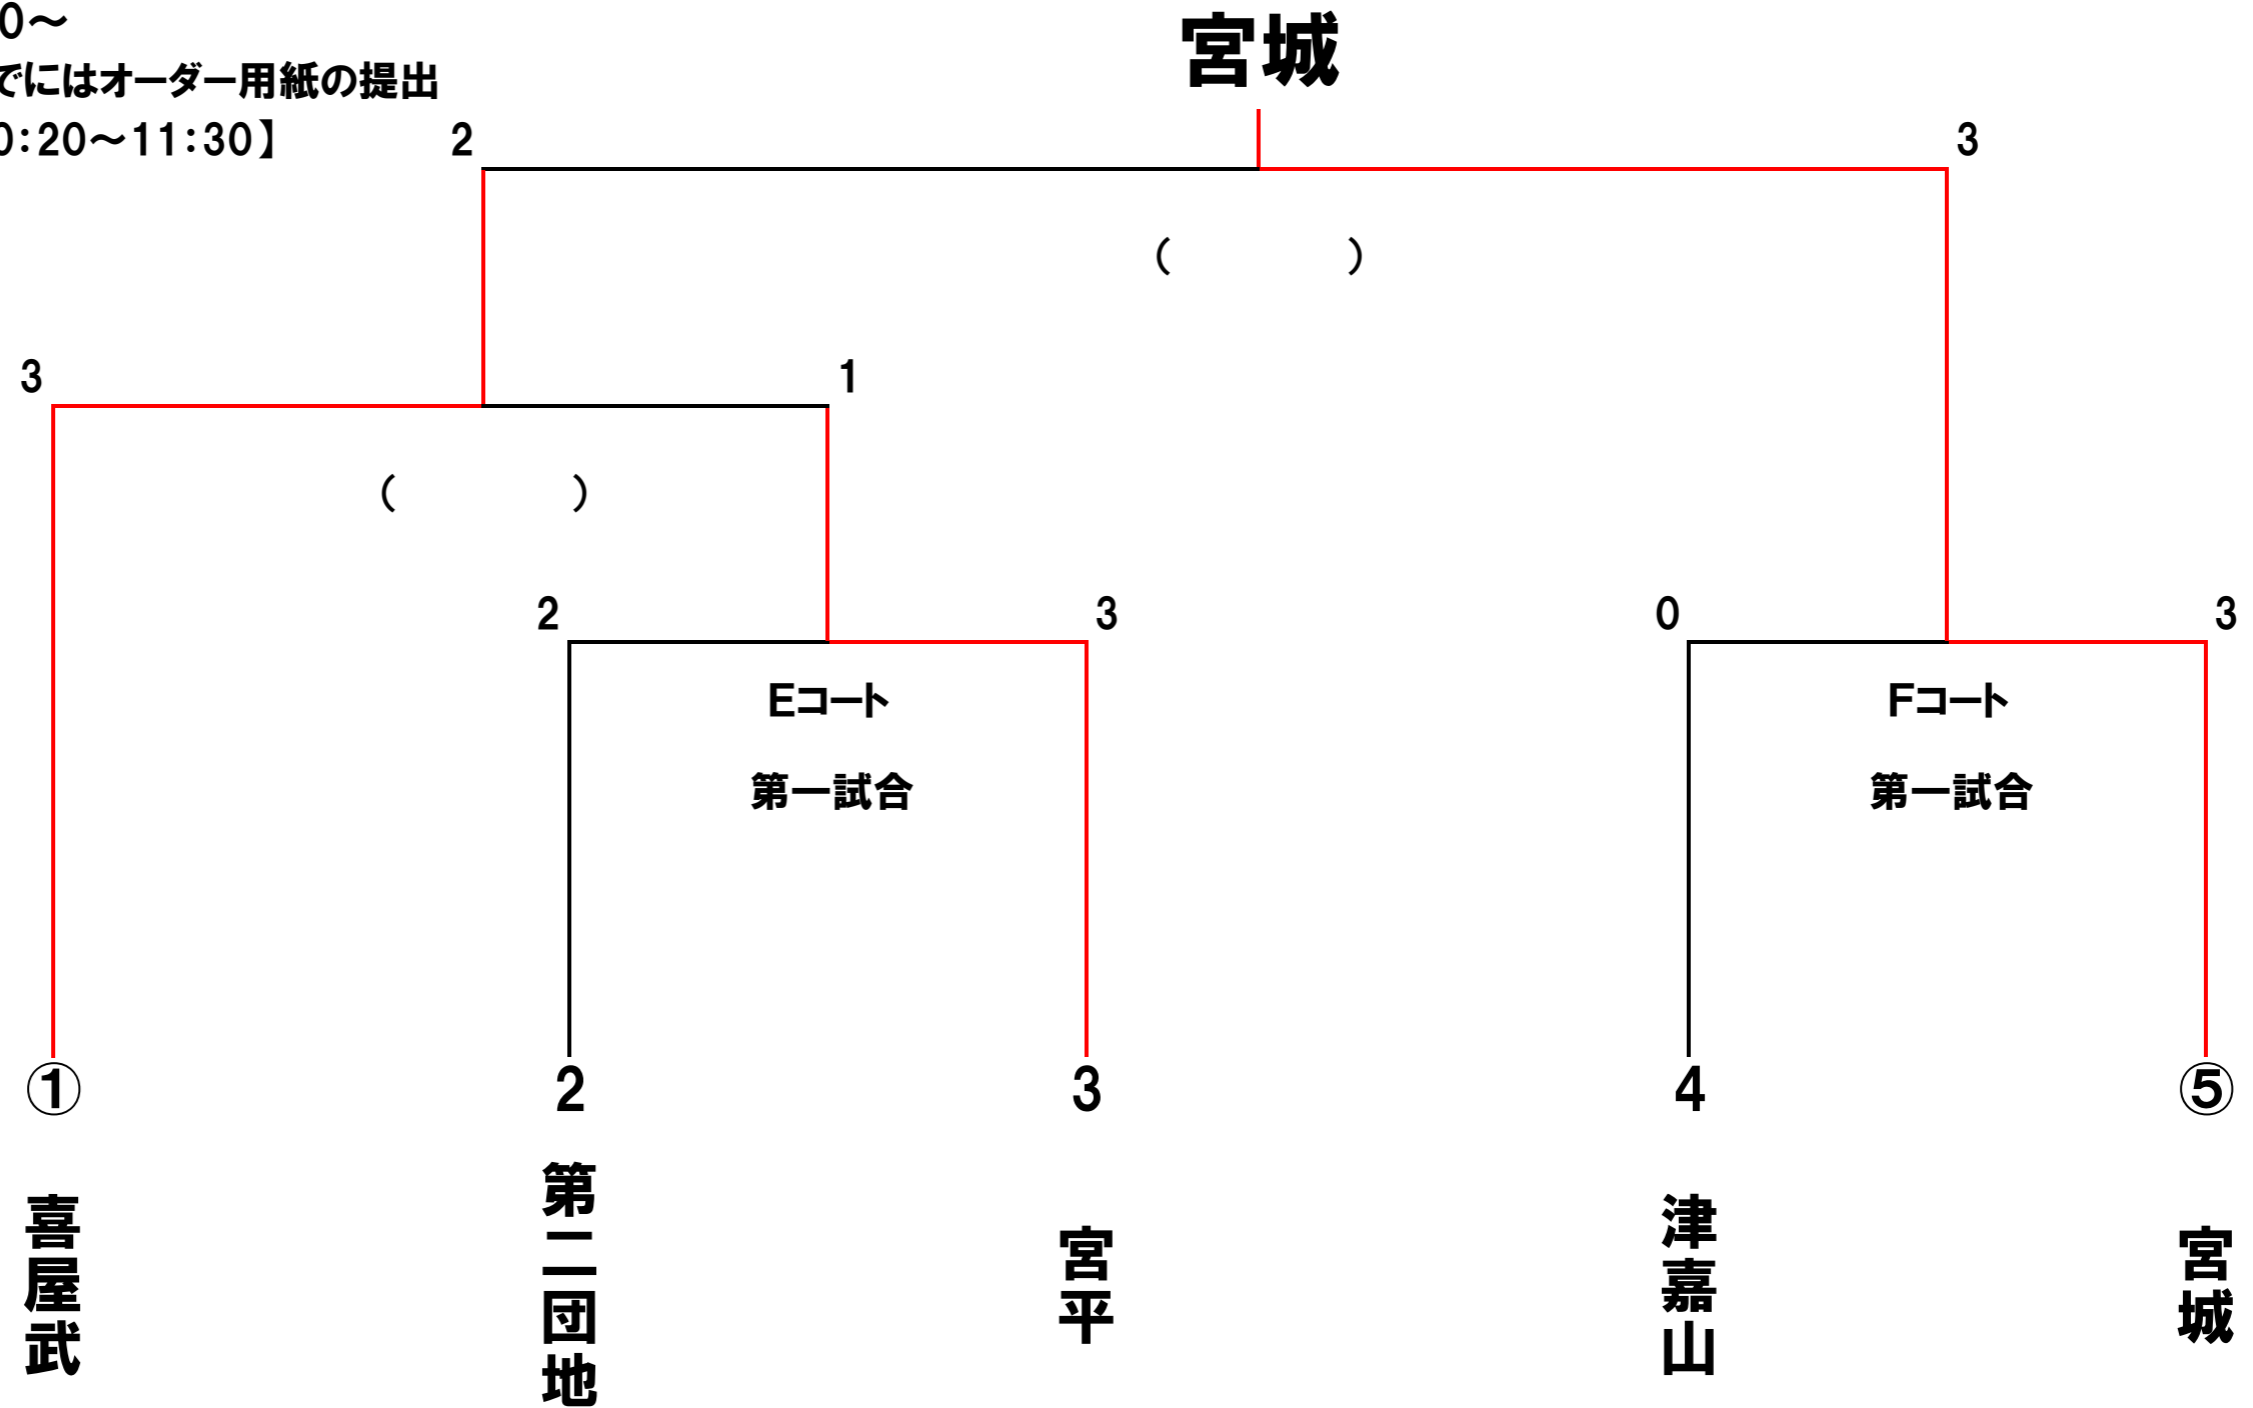 0～
でにはオーダー用紙の提出
0:20～11:30】
宮城
2
3
(　　　)
3
1
(　　　)
2
3
0
3
Eコート
第一試合
Fコート
第一試合
①
2
3
4
⑤
喜屋武
第二団地
宮平
津嘉山
宮城